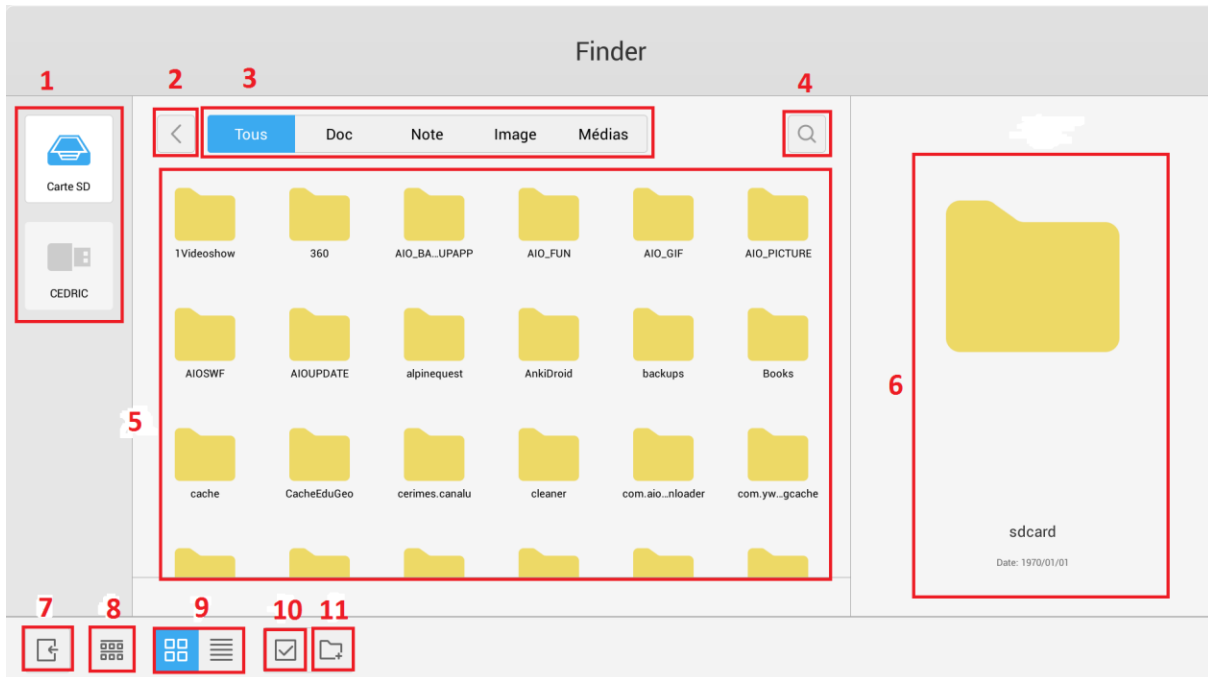 Finder
1
2
3
4
Tous Doc Note Image Médias
Carte SD
CEDRIC
1Videoshow 360 AIO_BA...UPAPP AIO_FUN AIO_GIF AIO_PICTURE
AIOSWF AIOUPDATE alpinequest AnkiDroid backups Books
5
6
cache CacheEduGeo cerimes.canalu cleaner com.aio...nloader com.yw...gcache
sdcard
Date: 1970/01/01
7
8
9
10
11